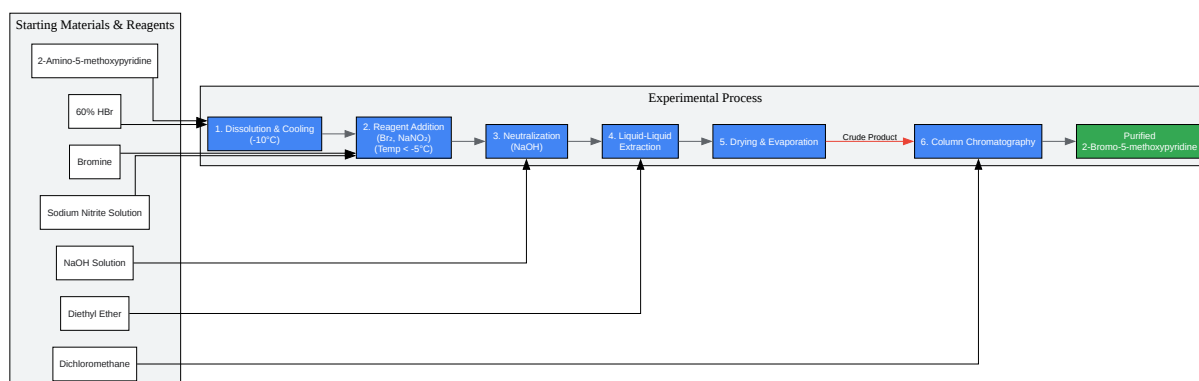 Starting Materials & Reagents
2-Amino-5-methoxypyridine
60% HBr
Bromine
Sodium Nitrite Solution
NaOH Solution
Diethyl Ether
Dichloromethane
Experimental Process
1. Dissolution & Cooling
(-10°C)
2. Reagent Addition
(Br₂, NaNO₂)
(Temp < -5°C)
3. Neutralization
(NaOH)
4. Liquid-Liquid
Extraction
5. Drying & Evaporation
Crude Product
6. Column Chromatography
Purified
2-Bromo-5-methoxypyridine